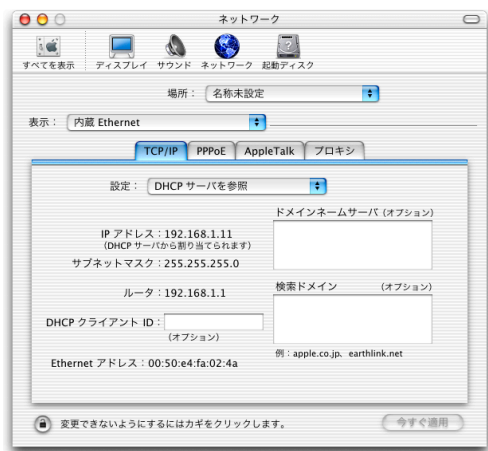 ネットワーク
すべてを表示 ディスプレイ サウンド ネットワーク 起動ディスク
場所： 名称未設定
表示： 内蔵 Ethernet
TCP/IP PPPoE AppleTalk プロキシ
設定： DHCP サーバを参照
ドメインネームサーバ (オプション)
IP アドレス：192.168.1.11
(DHCP サーバから割り当てられます)
サブネットマスク：255.255.255.0
ルータ：192.168.1.1
検索ドメイン (オプション)
DHCP クライアント ID：
(オプション)
例：apple.co.jp、earthlink.net
Ethernet アドレス：00:50:e4:fa:02:4a
変更できないようにするにはカギをクリックします。
今すぐ適用